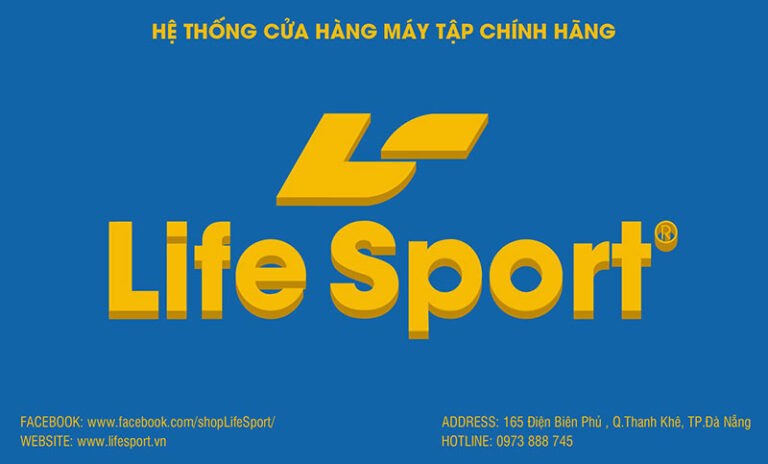 HỆ THỐNG CỬA HÀNG MÁY TẬP CHÍNH HÃNG
LS
Life Sport®
FACEBOOK: www.facebook.com/shopLifeSport/
WEBSITE: www.lifesport.vn
ADDRESS: 165 Điện Biên Phủ , Q.Thanh Khê, TP.Đà Nẵng
HOTLINE: 0973 888 745